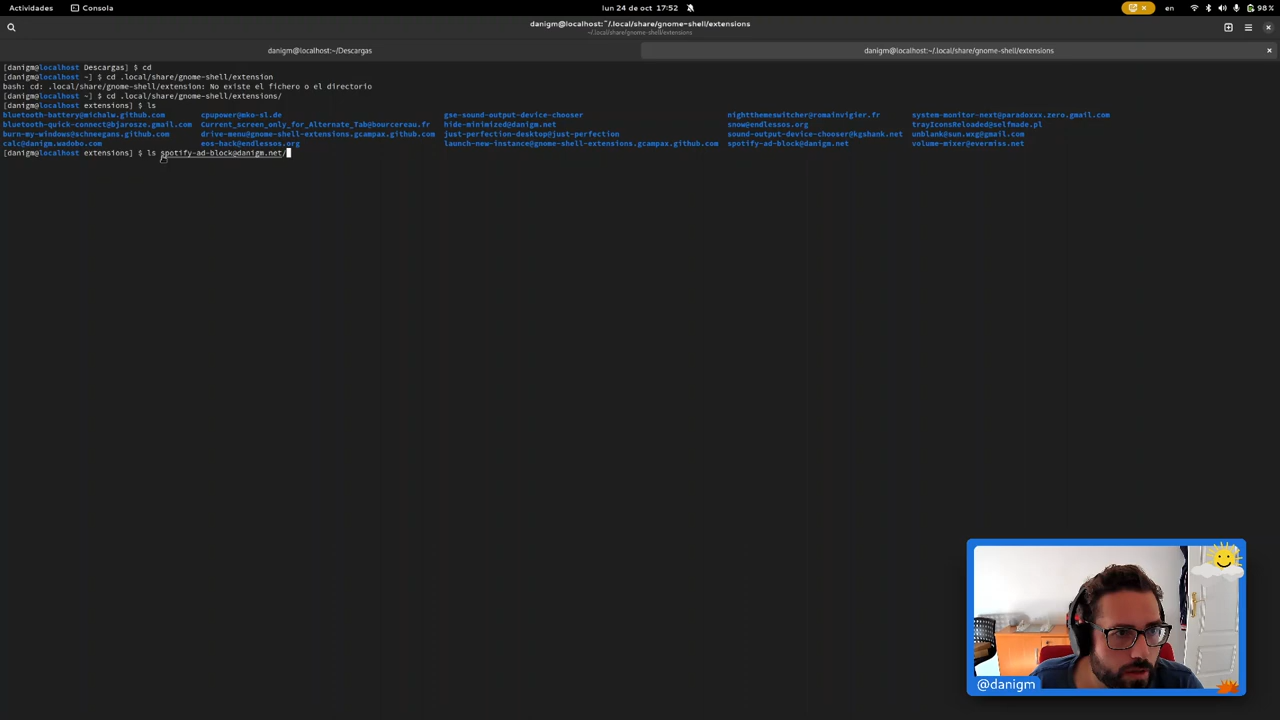 Actividades
Consola
lun 24 de oct 17:52
en
98 %
danigm@localhost:~/.local/share/gnome-shell/extensions
~/.local/share/gnome-shell/extensions
danigm@localhost:~/Descargas
danigm@localhost:~/.local/share/gnome-shell/extensions
[danigm@localhost Descargas] $ cd
[danigm@localhost ~] $ cd .local/share/gnome-shell/extension
bash: cd: .local/share/gnome-shell/extension: No existe el fichero o el directorio
[danigm@localhost ~] $ cd .local/share/gnome-shell/extensions/
[danigm@localhost extensions] $ ls
bluetooth-battery@michalw.github.com cpupower@mko-sl.de gse-sound-output-device-chooser nightthemeswitcher@romainvigier.fr system-monitor-next@paradoxxx.zero.gmail.com
bluetooth-quick-connect@bjarosze.gmail.com Current_screen_only_for_Alternate_Tab@bourcereau.fr hide-minimized@danigm.net snow@endlessos.org trayIconsReloaded@selfmade.pl
burn-my-windows@schneegans.github.com drive-menu@gnome-shell-extensions.gcampax.github.com just-perfection-desktop@just-perfection sound-output-device-chooser@kgshank.net unblank@sun.wxg@gmail.com
calc@danigm.wadobo.com eos-hack@endlessos.org launch-new-instance@gnome-shell-extensions.gcampax.github.com spotify-ad-block@danigm.net volume-mixer@evermiss.net
[danigm@localhost extensions] $ ls spotify-ad-block@danigm.net/
@danigm